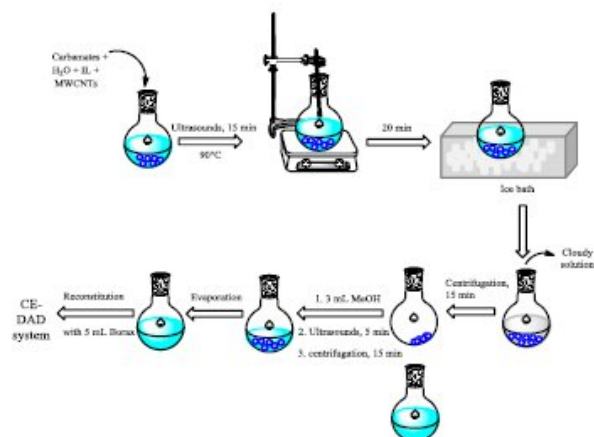 Carbamates +
H₂O + IL +
MWCNTs
Ultrasounds, 15 min
90°C
20 min
Ice bath
Cloudy
solution
Centrifugation,
15 min
1. 3 mL MeOH
2. Ultrasounds, 5 min
3. centrifugation, 15 min
Evaporation
Reconstitution
with 5 mL Borax
CE-
DAD
system